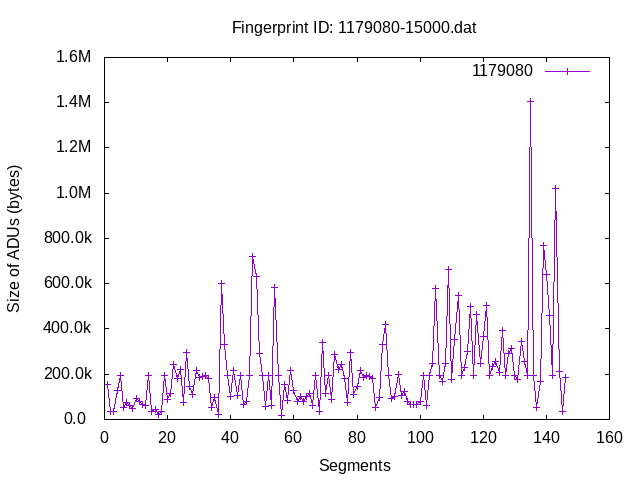 Fingerprint ID: 1179080-15000.dat
1179080
1.6M
1.4M
1.2M
1.0M
800.0k
600.0k
400.0k
200.0k
0.0
Size of ADUs (bytes)
0 20 40 60 80 100 120 140 160
Segments